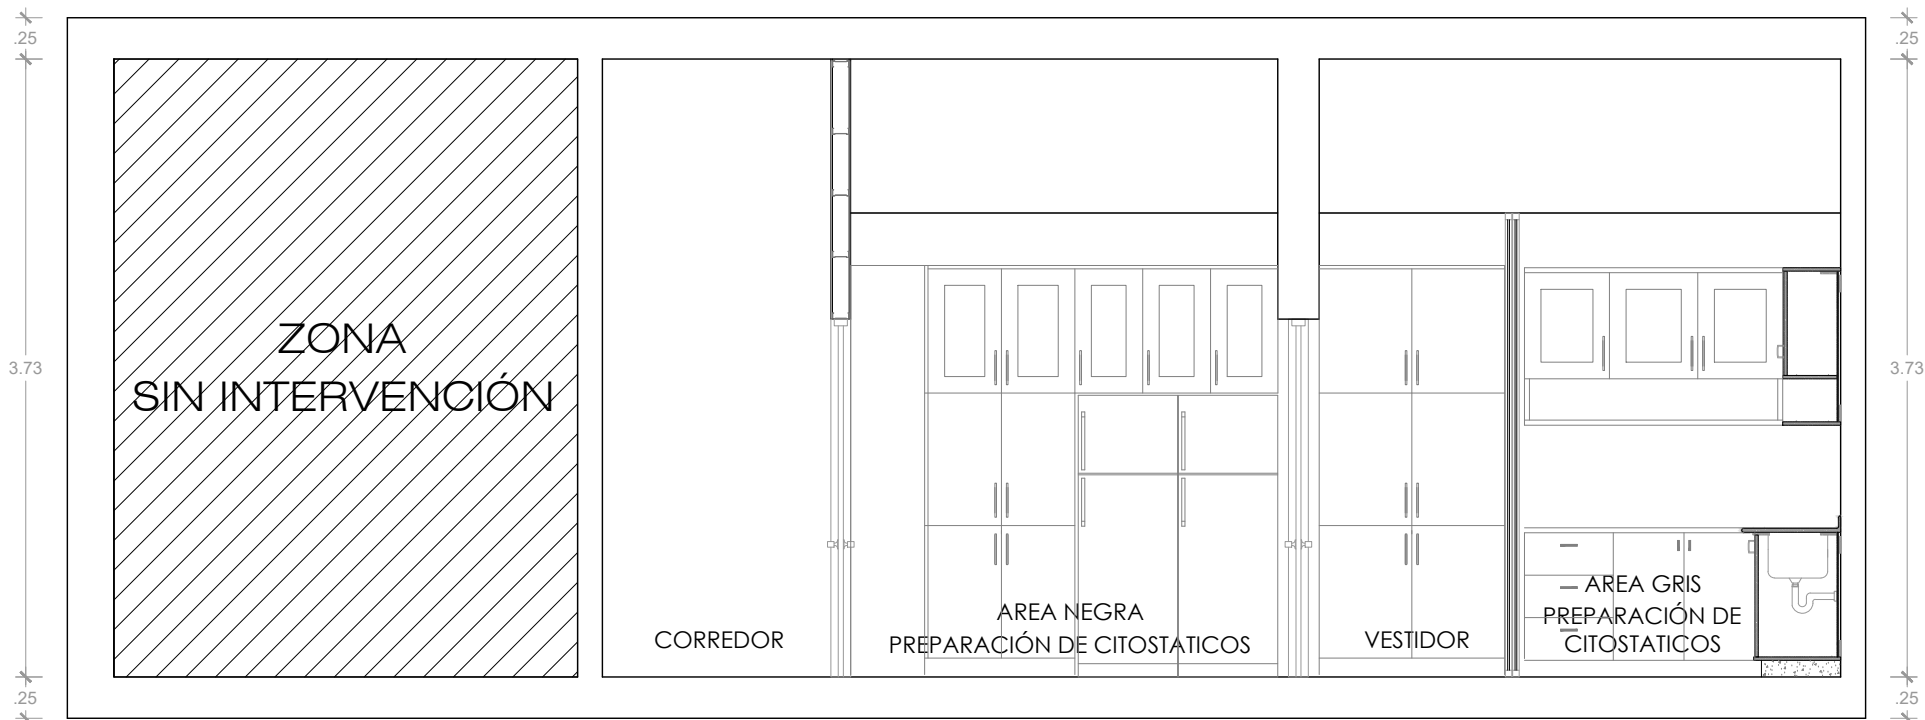 .25
.25
3.73
3.73
ZONA
SIN INTERVENCIÓN
CORREDOR
AREA NEGRA
PREPARACIÓN DE CITOSTATICOS
VESTIDOR
AREA GRIS
PREPARACIÓN DE
CITOSTATICOS
.25
.25